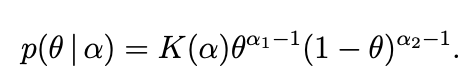 p(θ | α) = K(α)θ^{α₁−1}(1 − θ)^{α₂−1}.